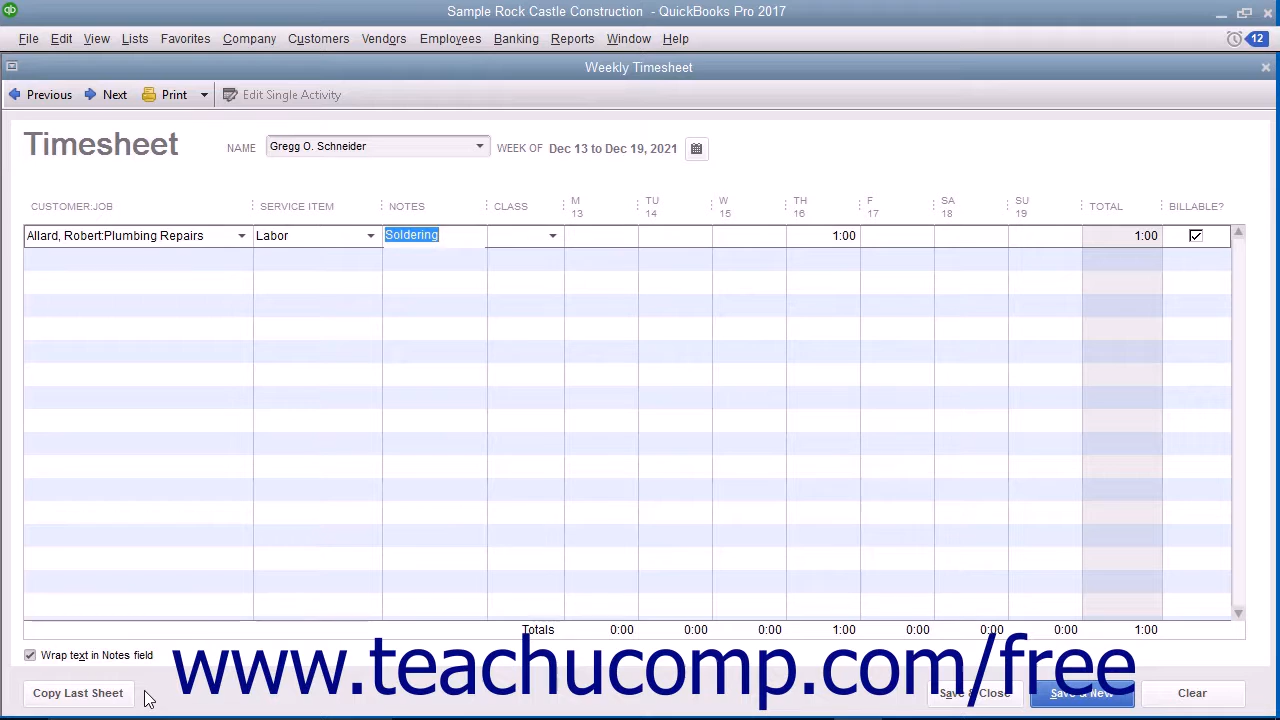 qb
Sample Rock Castle Construction - QuickBooks Pro 2017
File Edit View Lists Favorites Company Customers Vendors Employees Banking Reports Window Help 12
Weekly Timesheet
Previous Next Print Edit Single Activity
Timesheet NAME Gregg O. Schneider WEEK OF Dec 13 to Dec 19, 2021
CUSTOMER:JOB SERVICE ITEM NOTES CLASS M TU W TH F SA SU TOTAL BILLABLE?
13 14 15 16 17 18 19
Allard, Robert:Plumbing Repairs Labor Soldering 1:00 1:00
Totals 0:00 0:00 0:00 1:00 0:00 0:00 0:00 1:00
Wrap text in Notes field
www.teachucomp.com/free
Copy Last Sheet Save & Close Save & New Clear